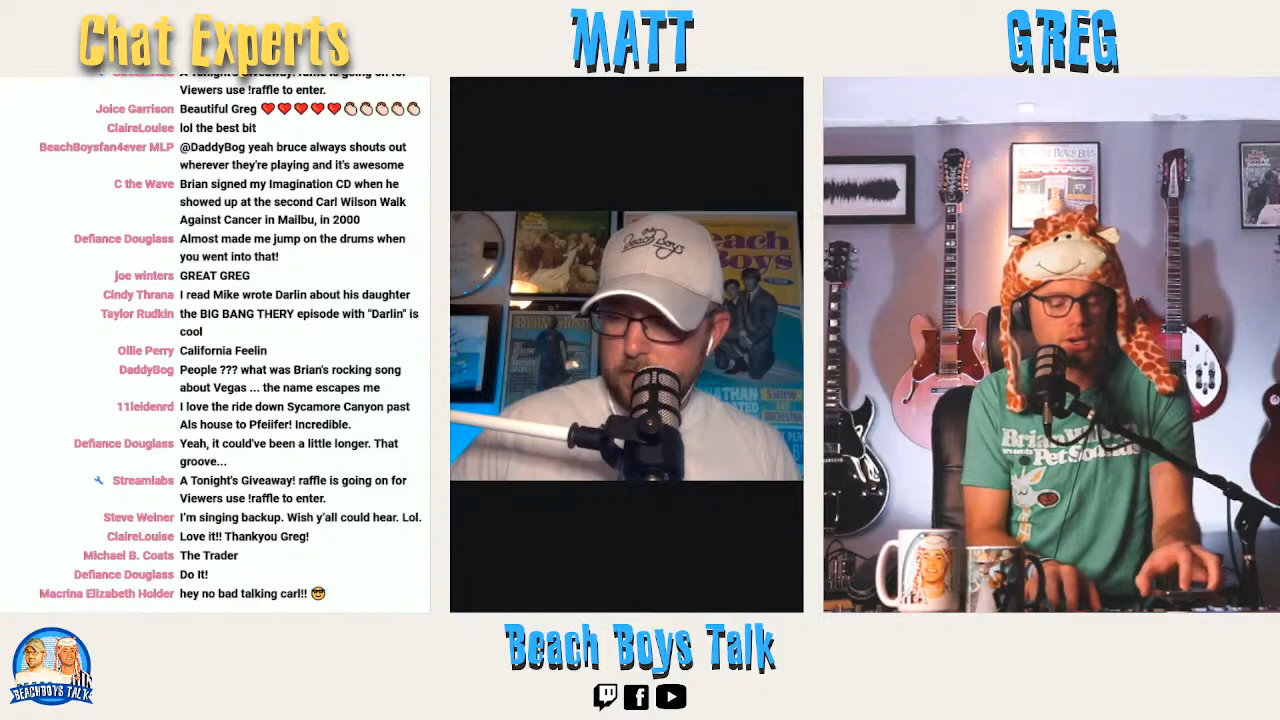 Chat Experts
MATT
GREG
A Tonight's Giveaway! raffle is going on for
Viewers use !raffle to enter.
Joice Garrison Beautiful Greg ❤️❤️❤️❤️❤️👏🏻👏🏻👏🏻👏🏻👏🏻
ClaireLouise lol the best bit
BeachBoysfan4ever MLP @DaddyBog yeah bruce always shouts out
wherever they're playing and it's awesome
C the Wave Brian signed my Imagination CD when he
showed up at the second Carl Wilson Walk
Against Cancer in Mailbu, in 2000
Defiance Douglass Almost made me jump on the drums when
you went into that!
joe winters GREAT GREG
Cindy Thrana I read Mike wrote Darlin about his daughter
Taylor Rudkin the BIG BANG THERY episode with "Darlin" is
cool
Ollie Perry California Feelin
DaddyBog People ??? what was Brian's rocking song
about Vegas ... the name escapes me
11leidenrd I love the ride down Sycamore Canyon past
Als house to Pfeiifer! Incredible.
Defiance Douglass Yeah, it could've been a little longer. That
groove...
Streamlabs A Tonight's Giveaway! raffle is going on for
Viewers use !raffle to enter.
Steve Weiner I'm singing backup. Wish y'all could hear. Lol.
ClaireLouise Love it!! Thankyou Greg!
Michael B. Coats The Trader
Defiance Douglass Do It!
Macrina Elizabeth Holder hey no bad talking carl!! 😎
the
Beach Boys
each
Boys
Brian
Pet Sounds
Beach Boys Talk
BEACHBOYS TALK